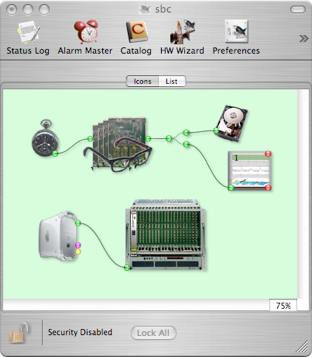 sbc
Status Log Alarm Master Catalog HW Wizard Preferences
Icons List
75%
Security Disabled Lock All